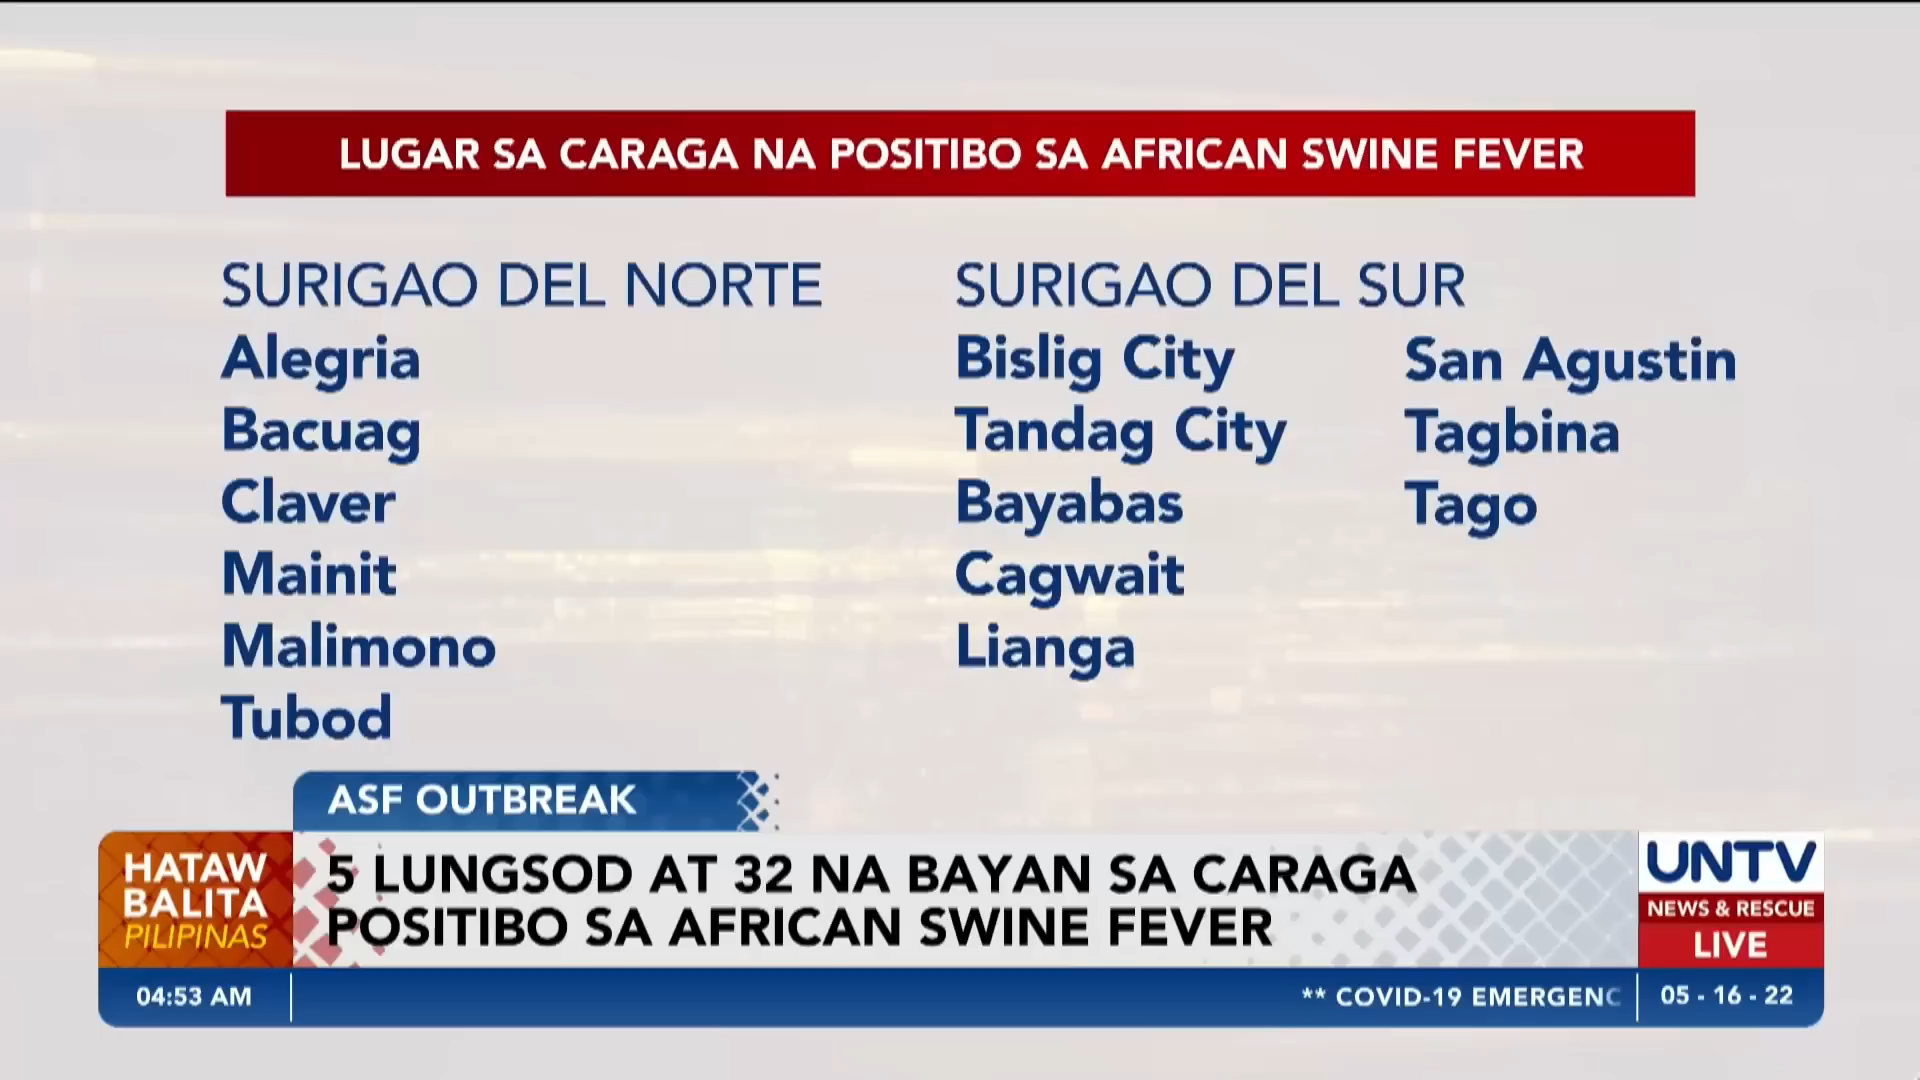 LUGAR SA CARAGA NA POSITIBO SA AFRICAN SWINE FEVER
SURIGAO DEL NORTE
Alegria
Bacuag
Claver
Mainit
Malimono
Tubod
SURIGAO DEL SUR
Bislig City
Tandag City
Bayabas
Cagwait
Lianga
San Agustin
Tagbina
Tago
ASF OUTBREAK
HATAW
BALITA
PILIPINAS
5 LUNGSOD AT 32 NA BAYAN SA CARAGA
POSITIBO SA AFRICAN SWINE FEVER
UNTV
NEWS & RESCUE
LIVE
04:53 AM
** COVID-19 EMERGENC
05 - 16 - 22